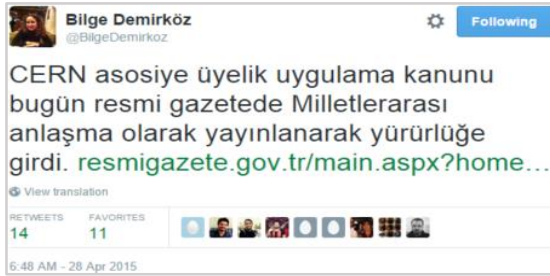 Bilge Demirköz
@BilgeDemirkoz
Following
CERN asosiye üyelik uygulama kanunu
bugün resmi gazetede Milletlerarası
anlaşma olarak yayınlanarak yürürlüğe
girdi. resmigazete.gov.tr/main.aspx?home...
View translation
RETWEETS FAVORITES
14 11
6:48 AM - 28 Apr 2015